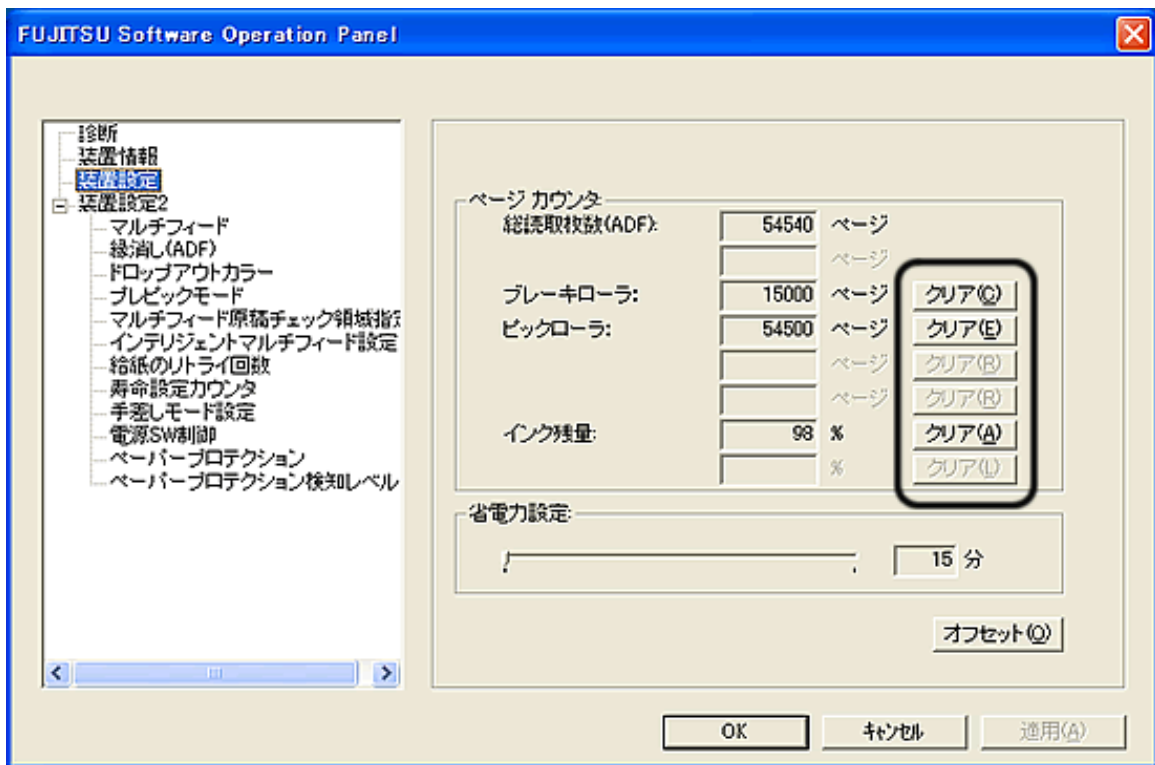 FUJITSU Software Operation Panel
診断
装置情報
装置設定
装置設定2
マルチフィード
縁消し(ADF)
ドロップアウトカラー
プレピックモード
マルチフィード原稿チェック領域指定
インテリジェントマルチフィード設定
給紙のリトライ回数
寿命設定カウンタ
手差しモード設定
電源SW制御
ペーパープロテクション
ペーパープロテクション検知レベル
ページ カウンタ
総読取枚数(ADF): 54540 ページ
ページ
ブレーキローラ: 15000 ページ クリア(C)
ピックローラ: 54500 ページ クリア(E)
ページ クリア(R)
ページ クリア(R)
インク残量: 98 % クリア(A)
% クリア(L)
省電力設定:
15 分
オフセット(O)
OK キャンセル 適用(A)